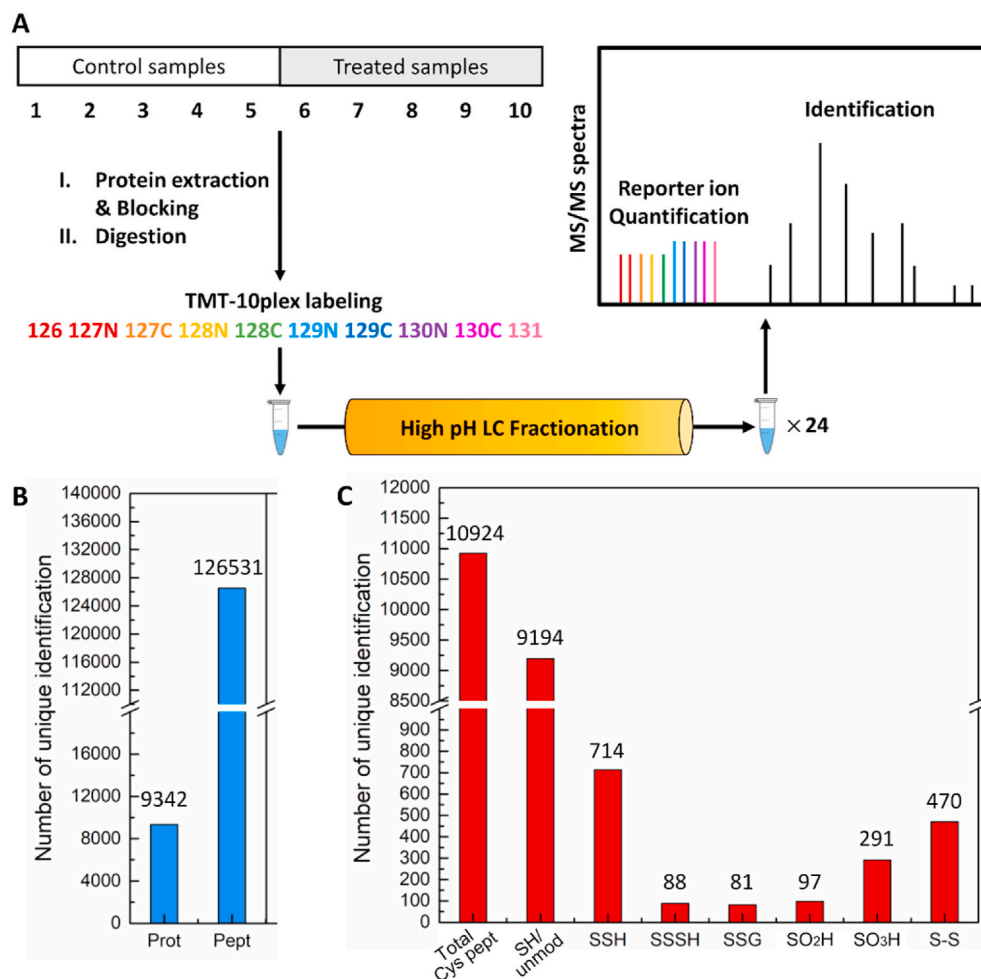 A
Control samples Treated samples
1 2 3 4 5 6 7 8 9 10
I. Protein extraction
& Blocking
II. Digestion
TMT-10plex labeling
126 127N 127C 128N 128C 129N 129C 130N 130C 131
High pH LC Fractionation
× 24
MS/MS spectra
Identification
Reporter ion
Quantification
B
Number of unique identification
140000
136000
132000
128000
124000
120000
116000
112000
16000
12000
8000
4000
0
9342
126531
Prot Pept
C
Number of unique identification
12000
11500
11000
10500
10000
9500
9000
8500
900
800
700
600
500
400
300
200
100
0
10924
9194
714
88
81
97
291
470
Total
Cys pept
SH/
unmod
SSH
SSSH
SSG
SO₂H
SO₃H
S-S